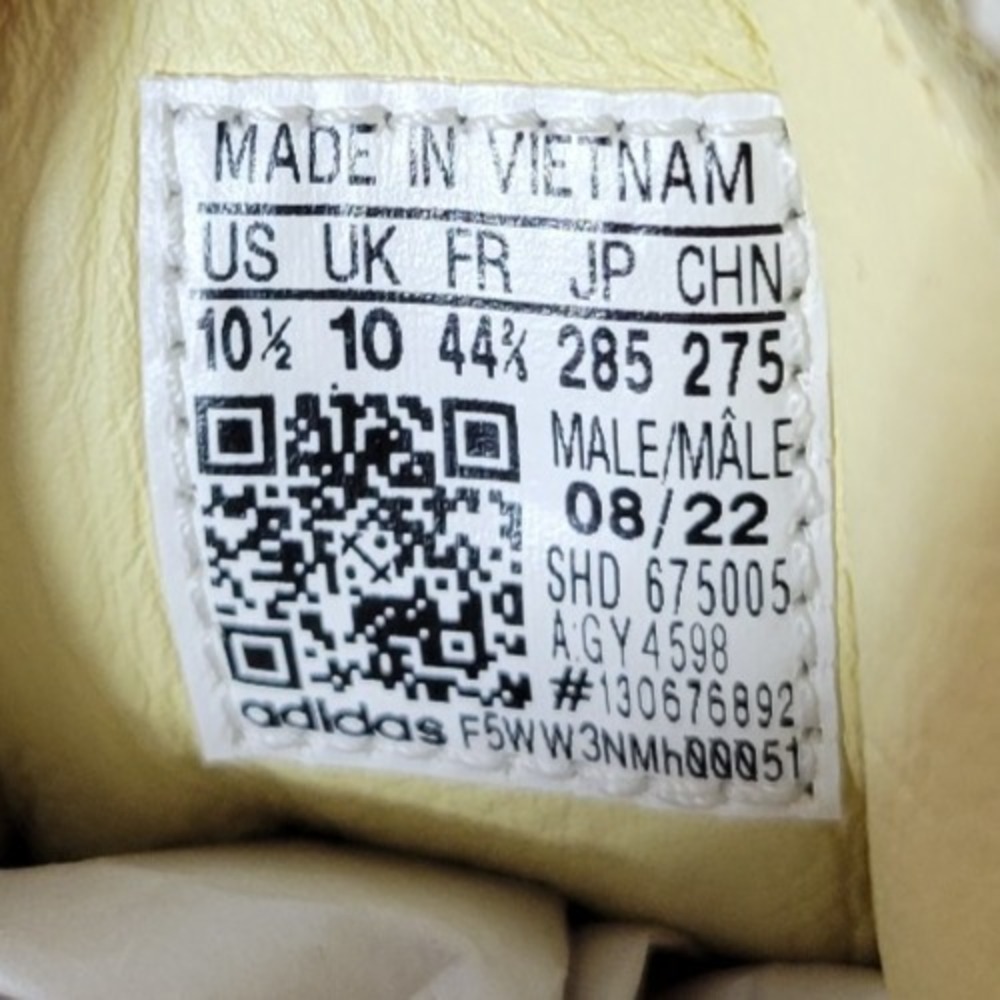 MADE IN VIETNAM
US UK FR JP CHN
10½ 10 44⅔ 285 275
MALE/MÂLE
08/22
SHD 675005
A:GY4598
#130676892
adidas F5WW3NMh00051